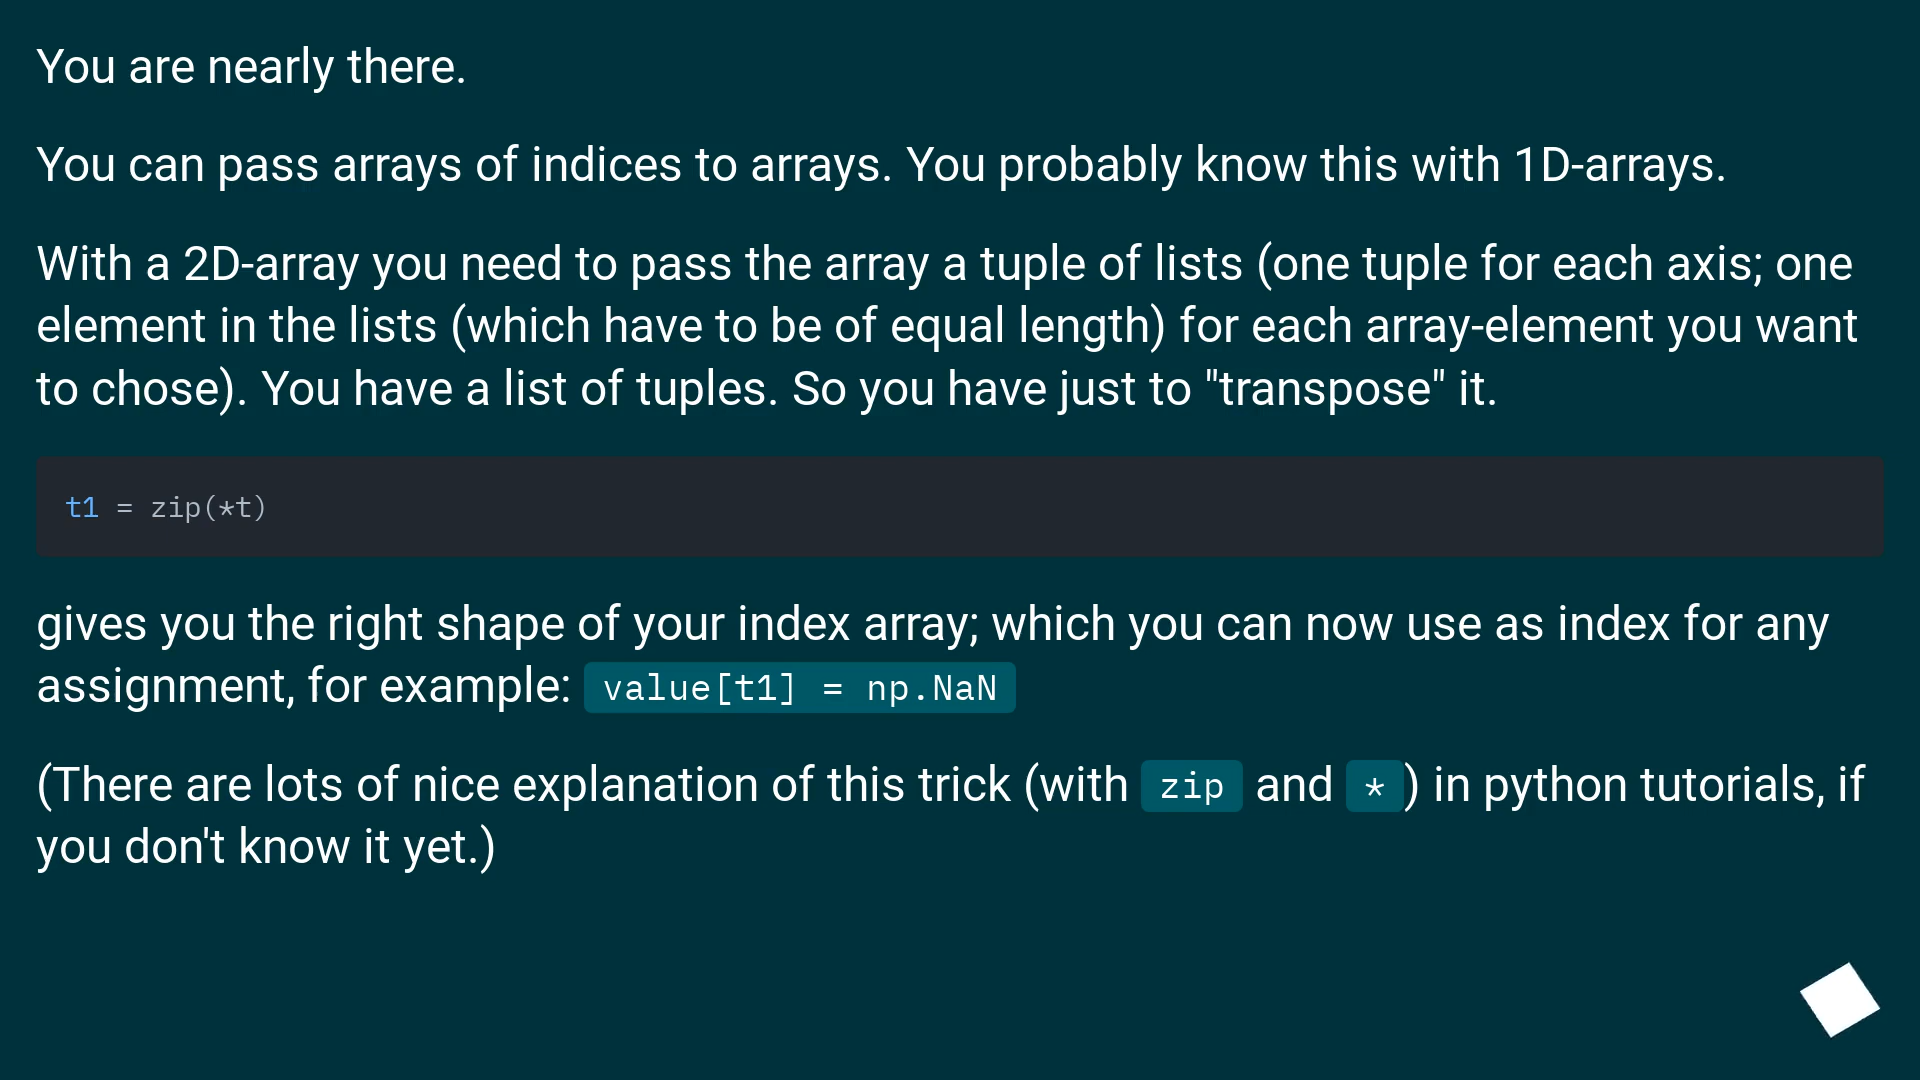 You are nearly there.
You can pass arrays of indices to arrays. You probably know this with 1D-arrays.
With a 2D-array you need to pass the array a tuple of lists (one tuple for each axis; one
element in the lists (which have to be of equal length) for each array-element you want
to chose). You have a list of tuples. So you have just to "transpose" it.
t1 = zip(*t)
gives you the right shape of your index array; which you can now use as index for any
assignment, for example: value[t1] = np.NaN
(There are lots of nice explanation of this trick (with zip and *) in python tutorials, if
you don't know it yet.)